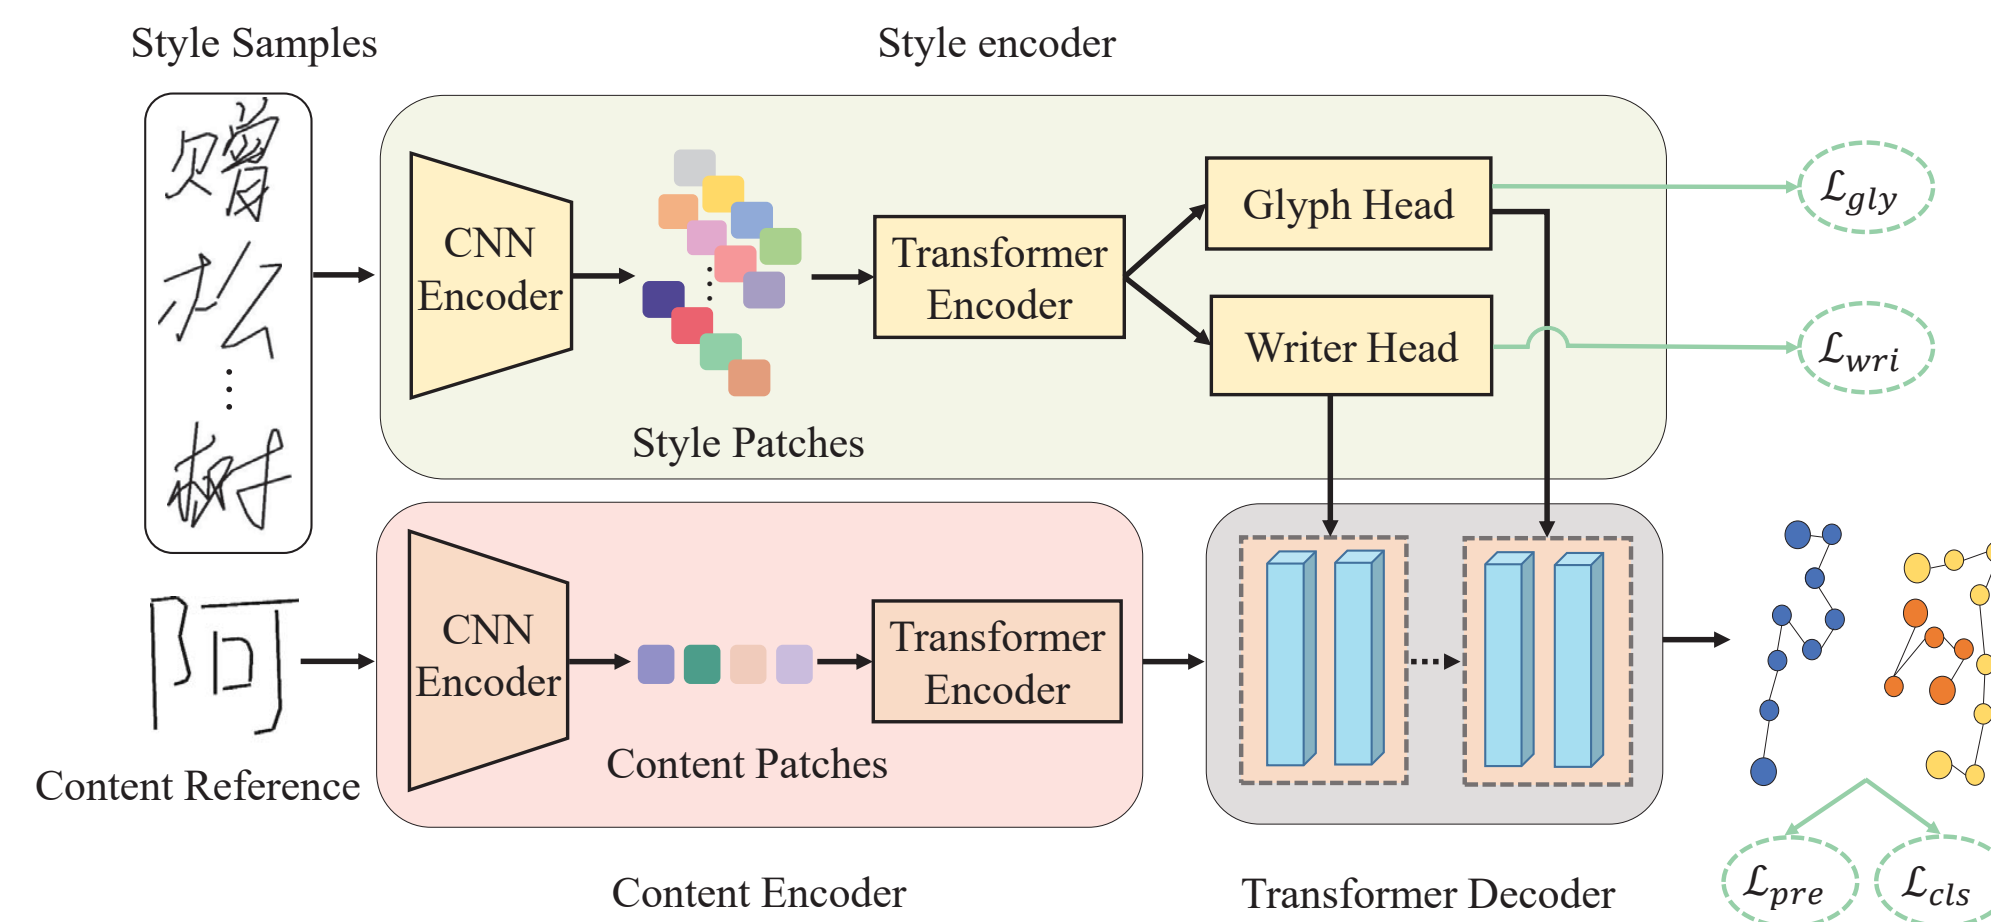 Style Samples
Style encoder
赠
松
树
CNN
Encoder
Style Patches
Transformer
Encoder
Glyph Head
Writer Head
ℒgly
ℒwri
阿
Content Reference
CNN
Encoder
Content Patches
Transformer
Encoder
Content Encoder
Transformer Decoder
ℒpre
ℒcls